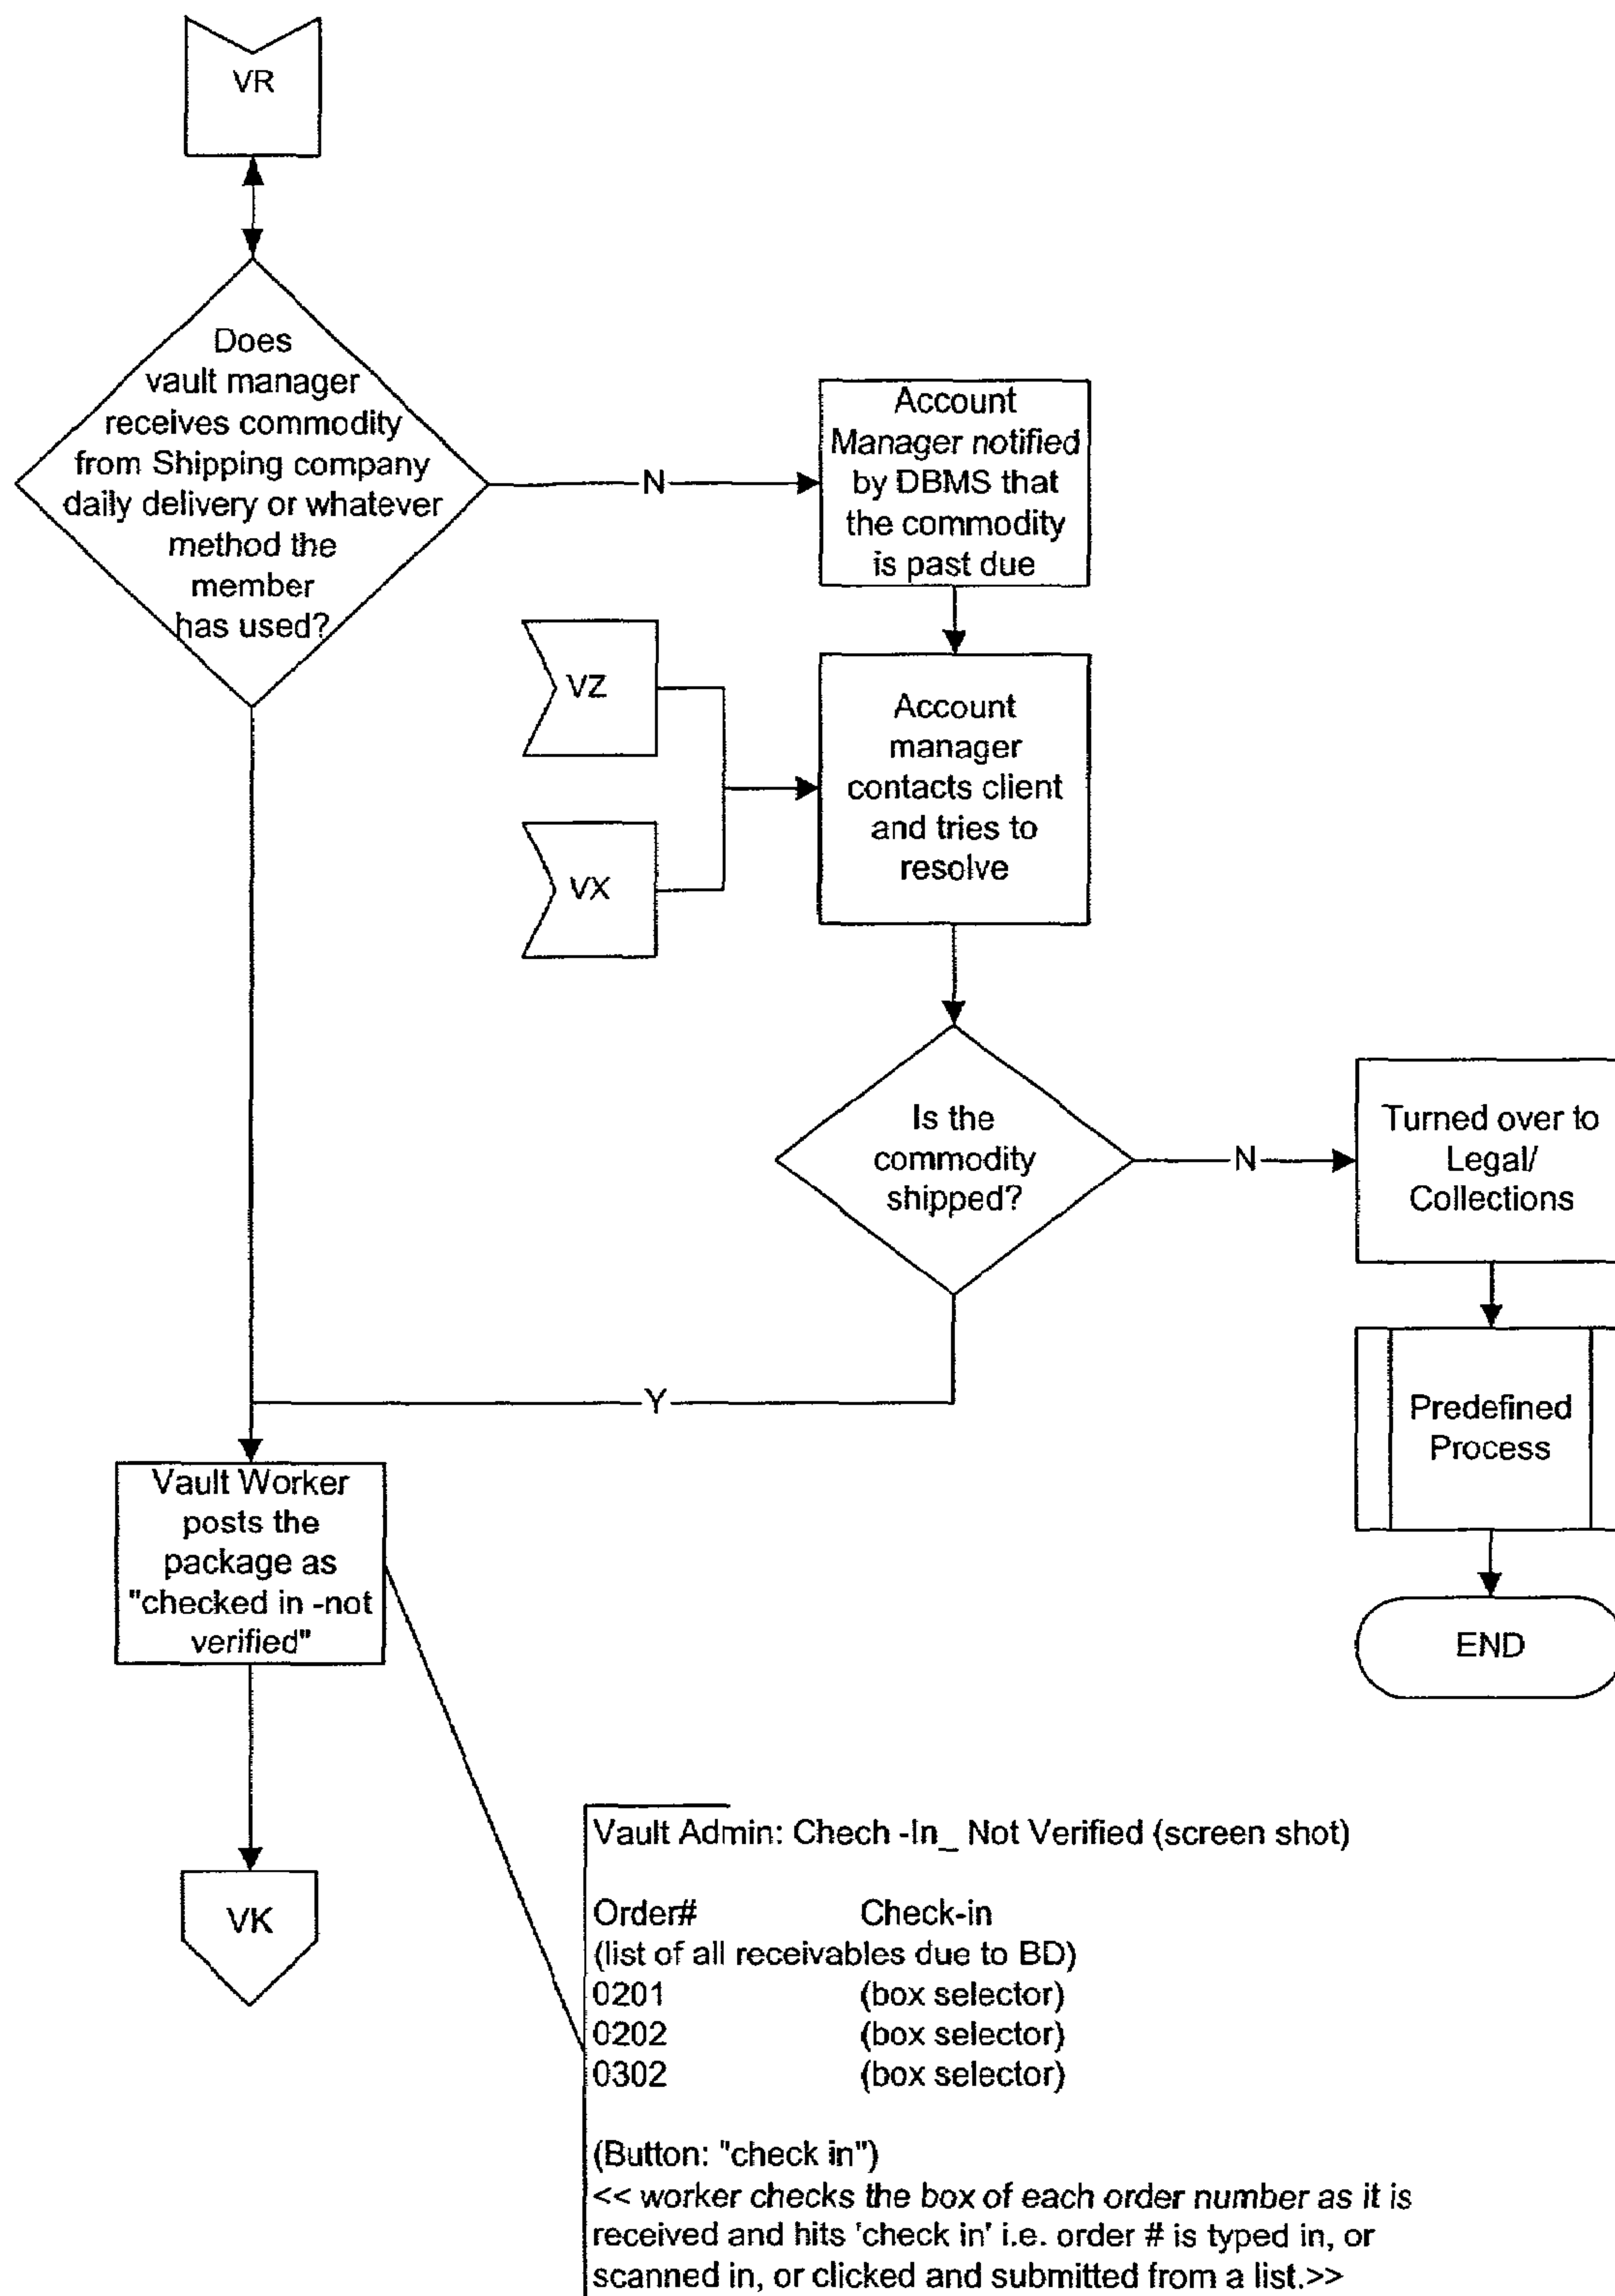 VR
Does
vault manager
receives commodity
from Shipping company
daily delivery or whatever
method the
member
has used?
N
Account
Manager notified
by DBMS that
the commodity
is past due
VZ
VX
Account
manager
contacts client
and tries to
resolve
Is the
commodity
shipped?
N
Turned over to
Legal/
Collections
Predefined
Process
END
Y
Vault Worker
posts the
package as
"checked in -not
verified"
VK
Vault Admin: Chech -In_ Not Verified (screen shot)
Order# Check-in
(list of all receivables due to BD)
0201 (box selector)
0202 (box selector)
0302 (box selector)
(Button: "check in")
<< worker checks the box of each order number as it is
received and hits 'check in' i.e. order # is typed in, or
scanned in, or clicked and submitted from a list.>>